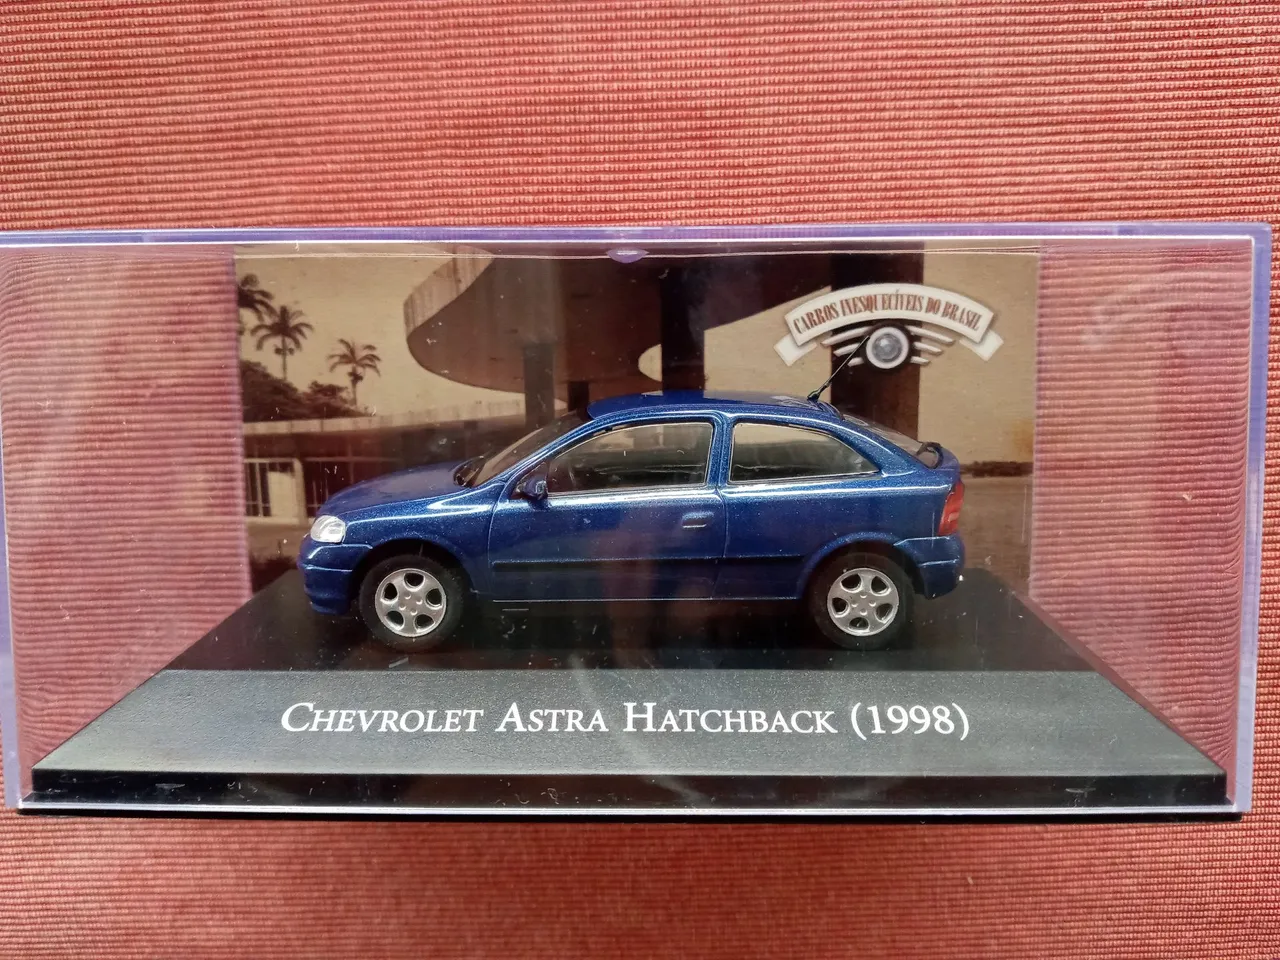 CARROS INESQUECÍVEIS DO BRASIL
CHEVROLET ASTRA HATCHBACK (1998)